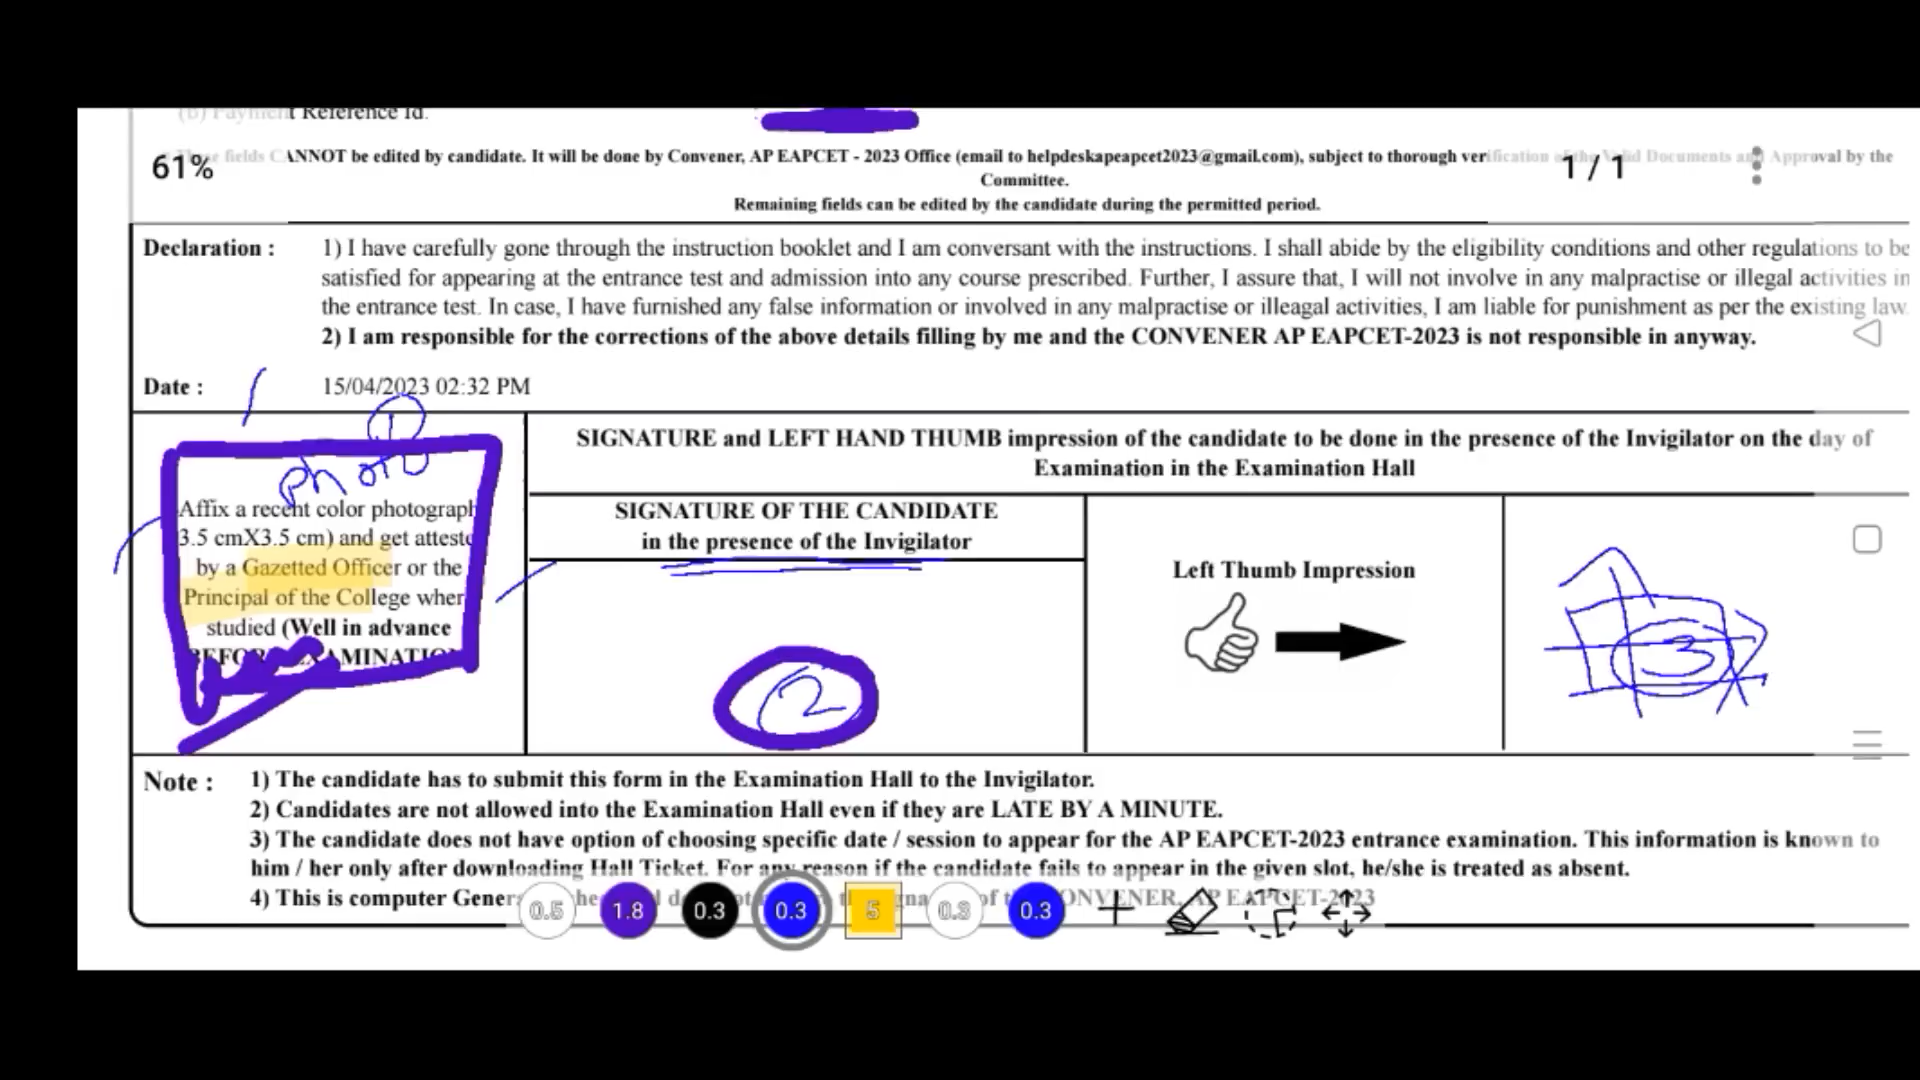 (b) Payment Reference Id.
These fields CANNOT be edited by candidate. It will be done by Convener, AP EAPCET - 2023 Office (email to helpdeskapeapcet2023@gmail.com), subject to thorough verification of the Valid Documents and Approval by the
61%
1 / 1
Committee.
Remaining fields can be edited by the candidate during the permitted period.
Declaration : 1) I have carefully gone through the instruction booklet and I am conversant with the instructions. I shall abide by the eligibility conditions and other regulations to be
satisfied for appearing at the entrance test and admission into any course prescribed. Further, I assure that, I will not involve in any malpractise or illegal activities in
the entrance test. In case, I have furnished any false information or involved in any malpractise or illeagal activities, I am liable for punishment as per the existing law.
2) I am responsible for the corrections of the above details filling by me and the CONVENER AP EAPCET-2023 is not responsible in anyway.
Date : 15/04/2023 02:32 PM
1
photo
Affix a recent color photograph
3.5 cmX3.5 cm) and get atteste
by a Gazetted Officer or the
Principal of the College wher
studied (Well in advance
BEFORE EXAMINATION
SIGNATURE and LEFT HAND THUMB impression of the candidate to be done in the presence of the Invigilator on the day of
Examination in the Examination Hall
SIGNATURE OF THE CANDIDATE
in the presence of the Invigilator
2
Left Thumb Impression
3
Note : 1) The candidate has to submit this form in the Examination Hall to the Invigilator.
2) Candidates are not allowed into the Examination Hall even if they are LATE BY A MINUTE.
3) The candidate does not have option of choosing specific date / session to appear for the AP EAPCET-2023 entrance examination. This information is known to
him / her only after downloading Hall Ticket. For any reason if the candidate fails to appear in the given slot, he/she is treated as absent.
4) This is computer Gener of CONVENER, AP EAPCET-2023
0.5 1.8 0.3 0.3 5 0.3 0.3